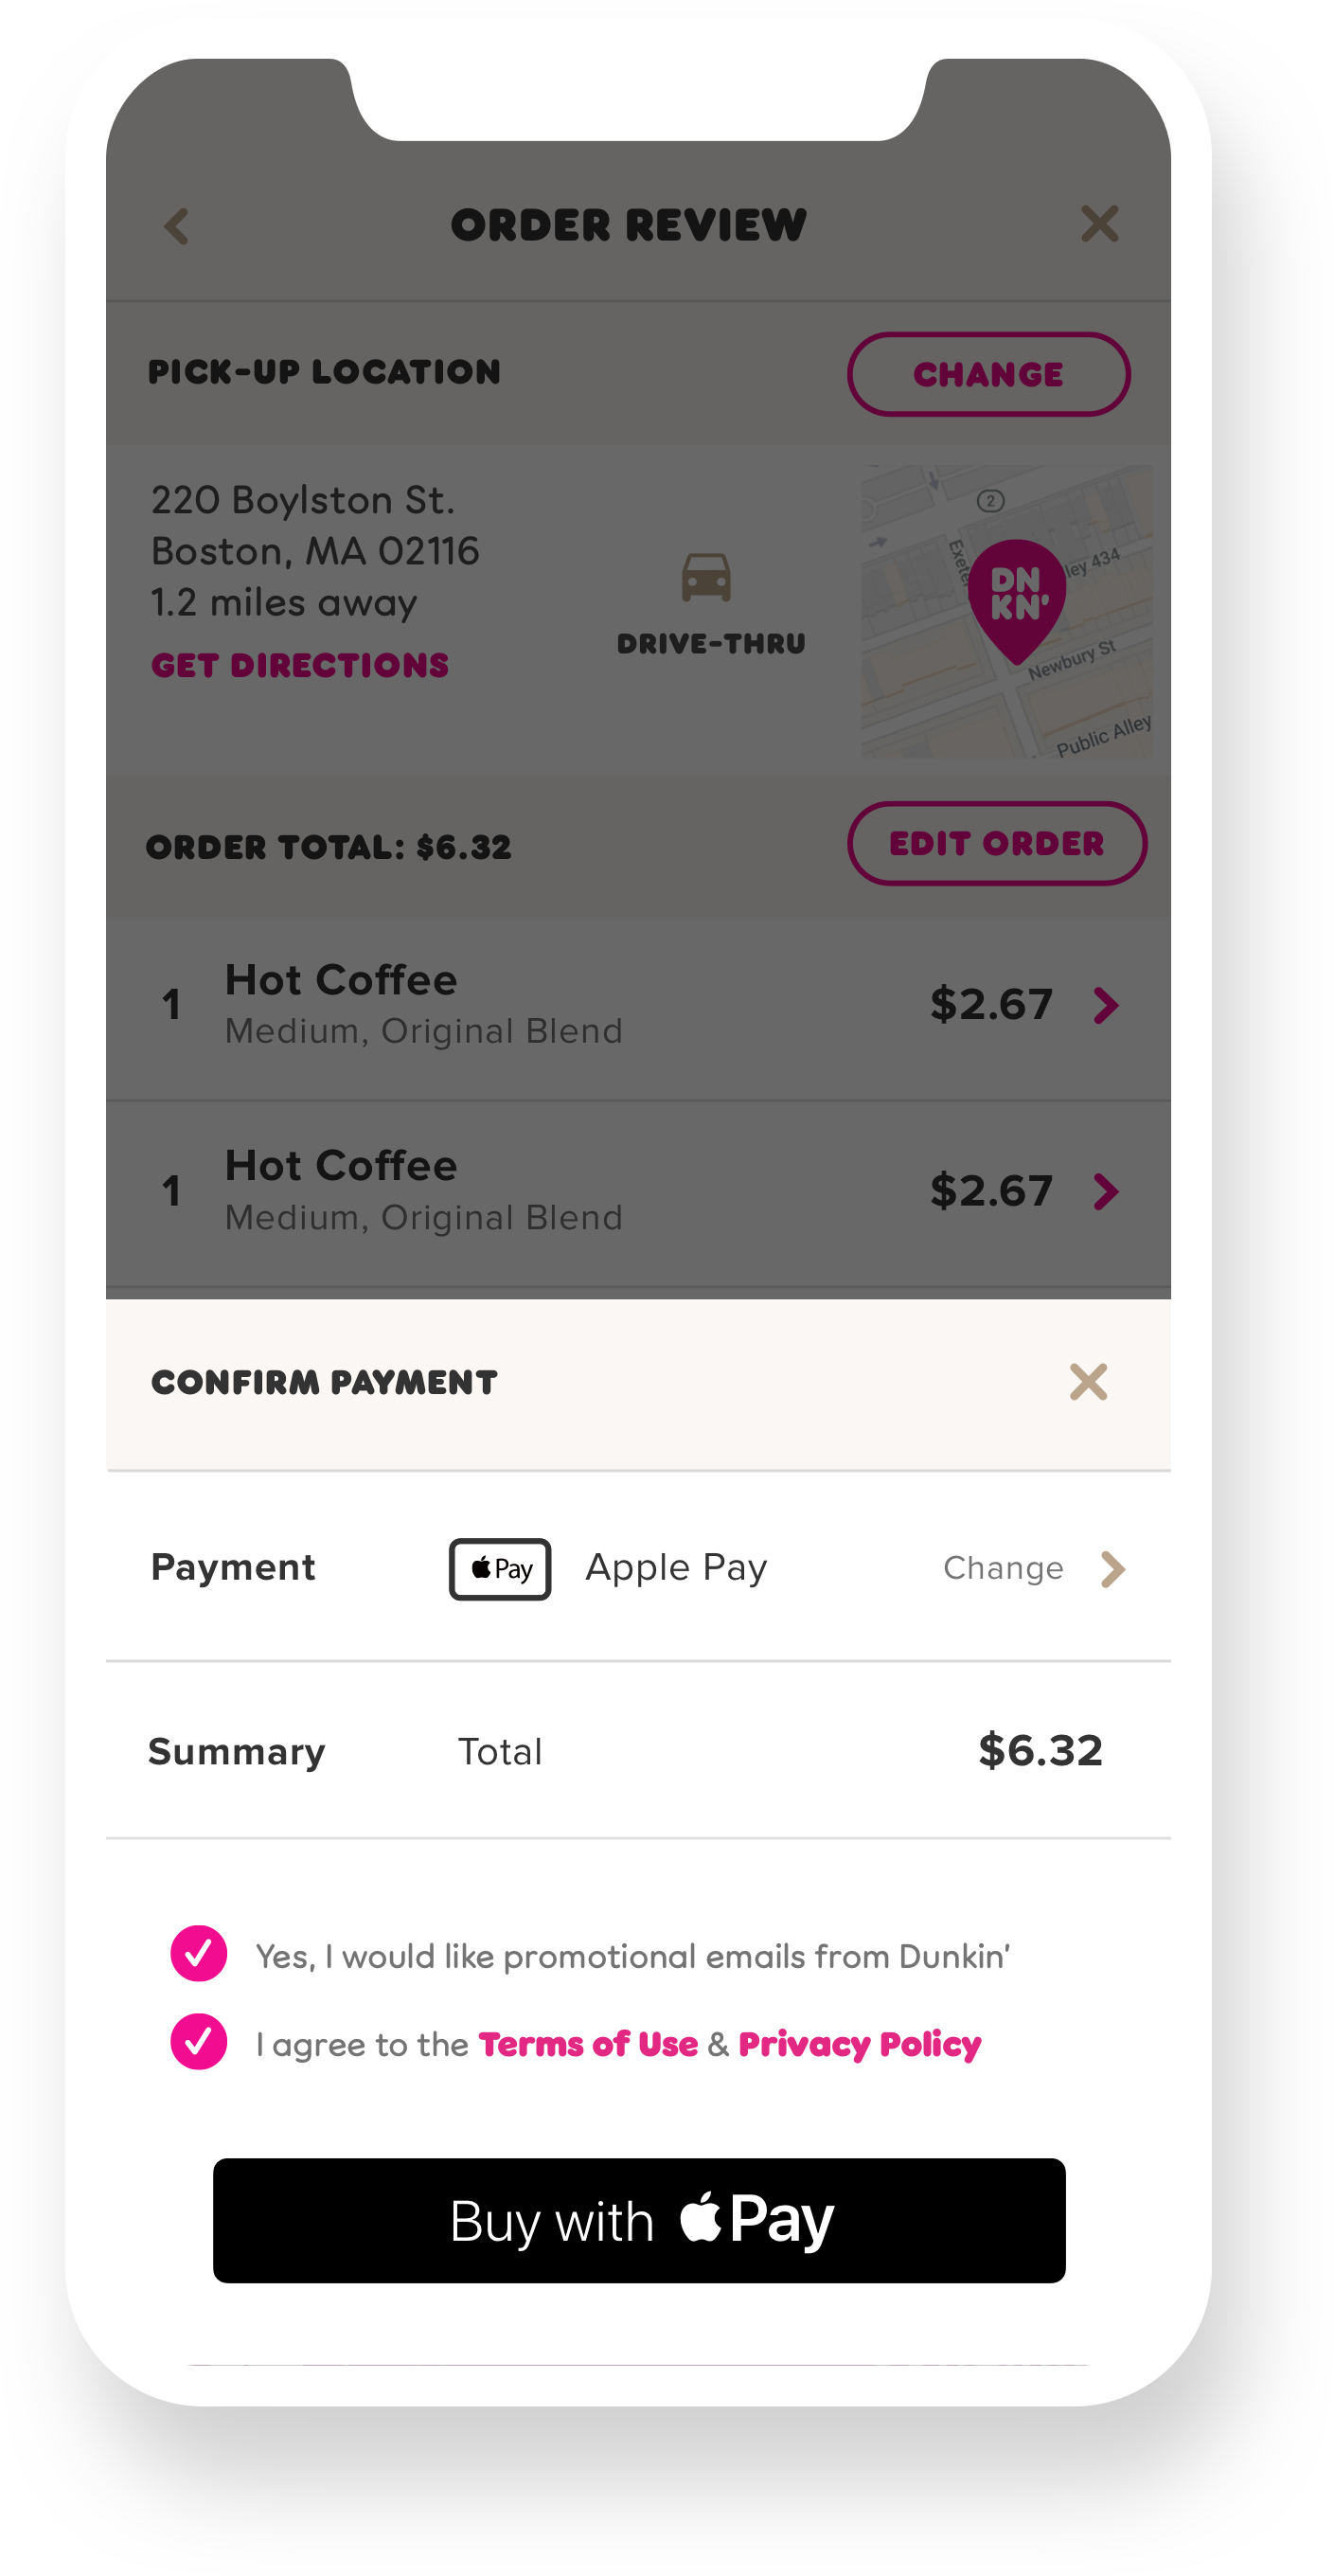 ORDER REVIEW
PICK-UP LOCATION
CHANGE
220 Boylston St.
Boston, MA 02116
1.2 miles away
GET DIRECTIONS
DRIVE-THRU
2
Exeter
ley 434
DN
KN'
Newbury St
Public Alley
ORDER TOTAL: $6.32
EDIT ORDER
1 Hot Coffee $2.67
Medium, Original Blend
1 Hot Coffee $2.67
Medium, Original Blend
CONFIRM PAYMENT
Payment Pay Apple Pay Change
Summary Total $6.32
Yes, I would like promotional emails from Dunkin'
I agree to the Terms of Use & Privacy Policy
Buy with Pay